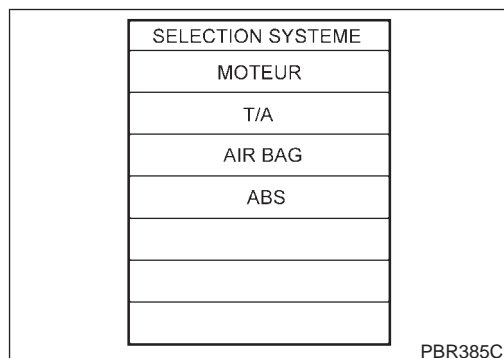 SELECTION SYSTEME
MOTEUR
T/A
AIR BAG
ABS
PBR385C